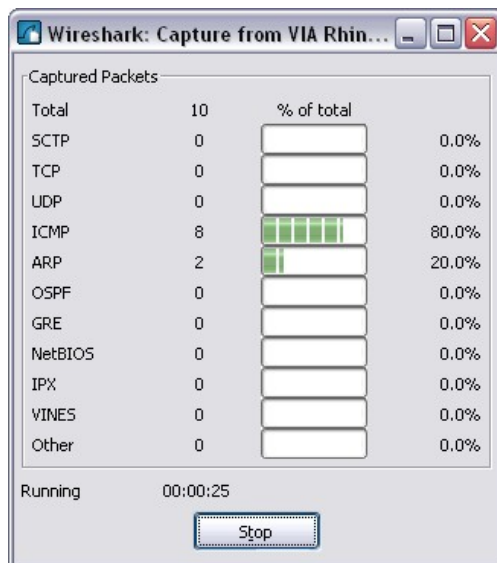 Wireshark: Capture from VIA Rhin...
Captured Packets
Total 10 % of total
SCTP 0 0.0%
TCP 0 0.0%
UDP 0 0.0%
ICMP 8 80.0%
ARP 2 20.0%
OSPF 0 0.0%
GRE 0 0.0%
NetBIOS 0 0.0%
IPX 0 0.0%
VINES 0 0.0%
Other 0 0.0%
Running 00:00:25
Stop